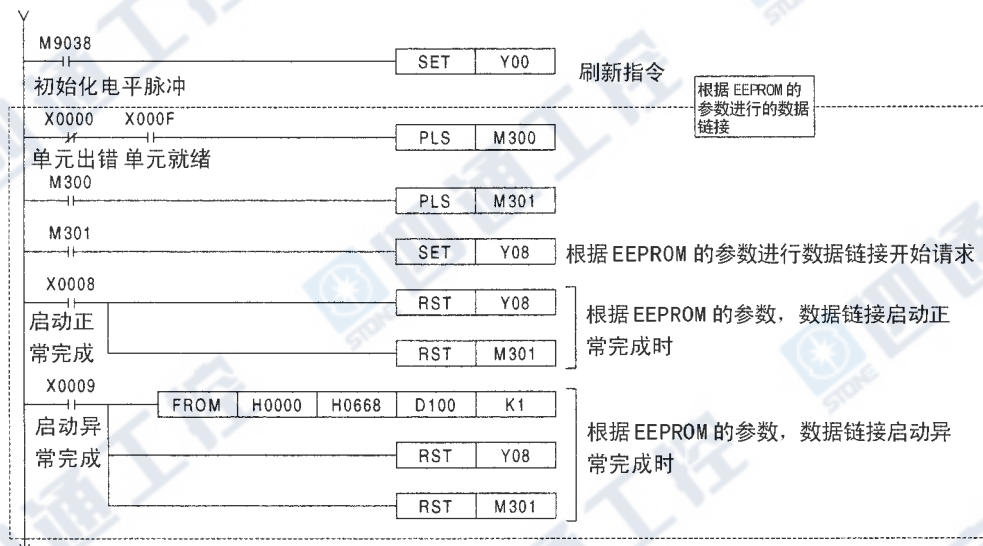 M9038
SET Y00
刷新指令
初始化电平脉冲
根据 EEPROM 的
参数进行的数据
链接
X0000 X000F
PLS M300
单元出错 单元就绪
M300
PLS M301
M301
SET Y08
根据 EEPROM 的参数进行数据链接开始请求
X0008
RST Y08
启动正
常完成
根据 EEPROM 的参数，数据链接启动正
常完成时
RST M301
X0009
FROM H0000 H0668 D100 K1
启动异
常完成
根据 EEPROM 的参数，数据链接启动异
常完成时
RST Y08
RST M301
STONE
STONE
STONE